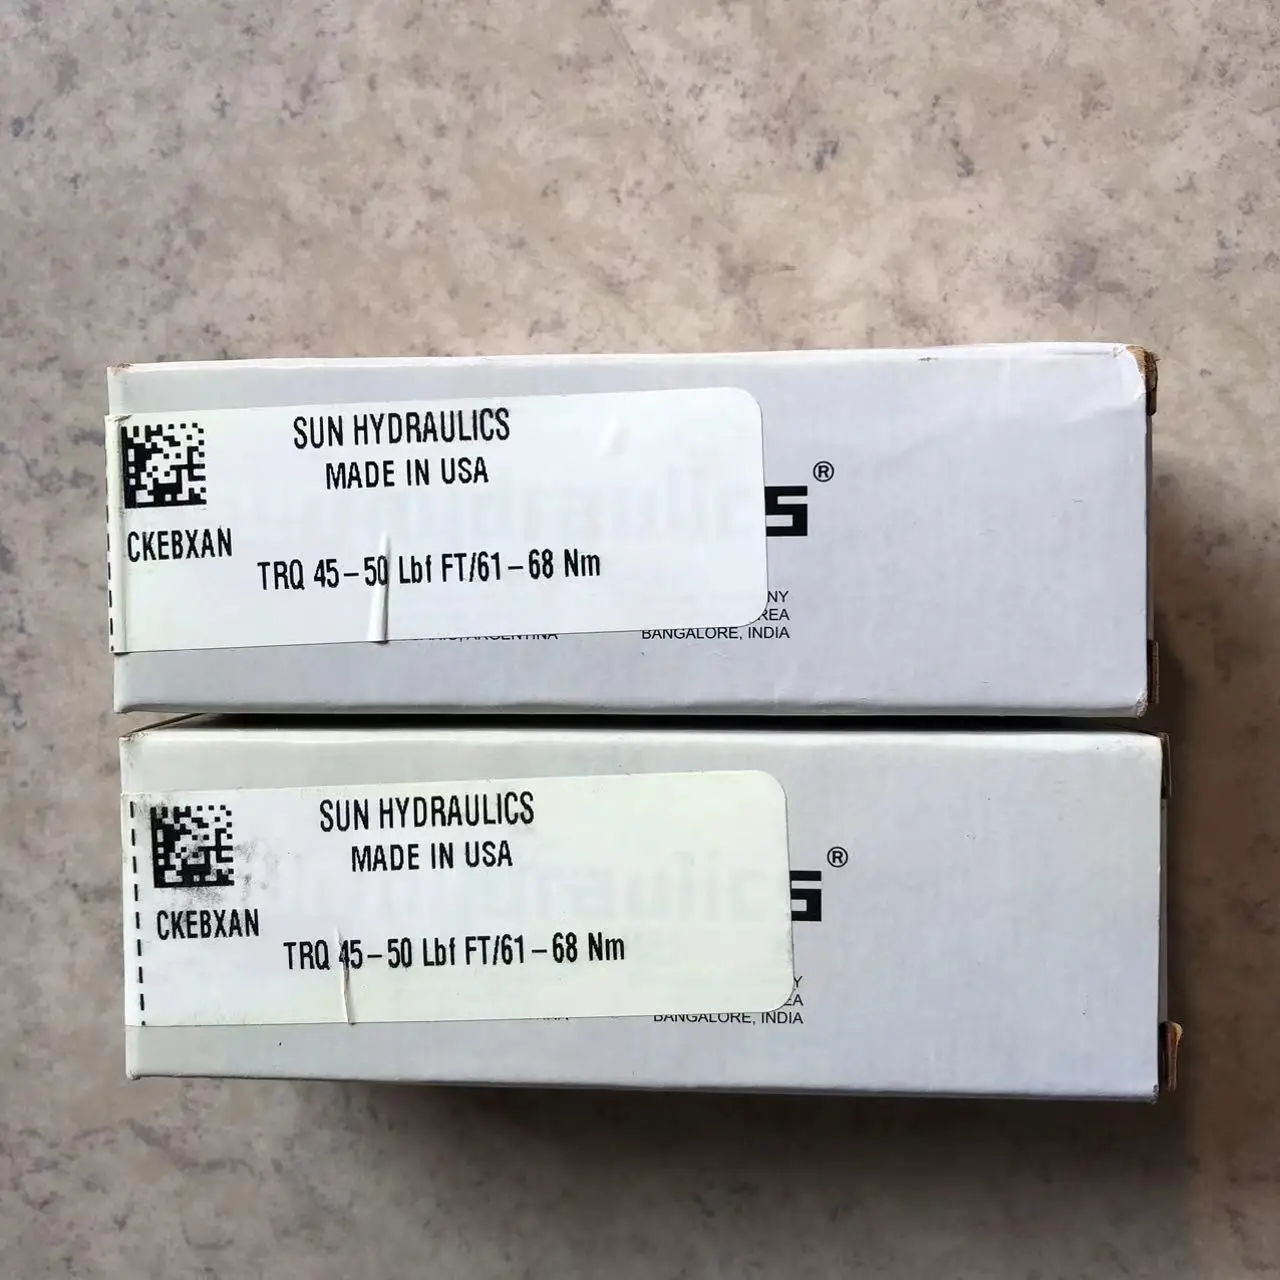 SUN HYDRAULICS
MADE IN USA
®
CKEBXAN
TRQ 45-50 Lbf FT/61-68 Nm
BANGALORE, INDIA
SUN HYDRAULICS
MADE IN USA
®
CKEBXAN
TRQ 45-50 Lbf FT/61-68 Nm
BANGALORE, INDIA